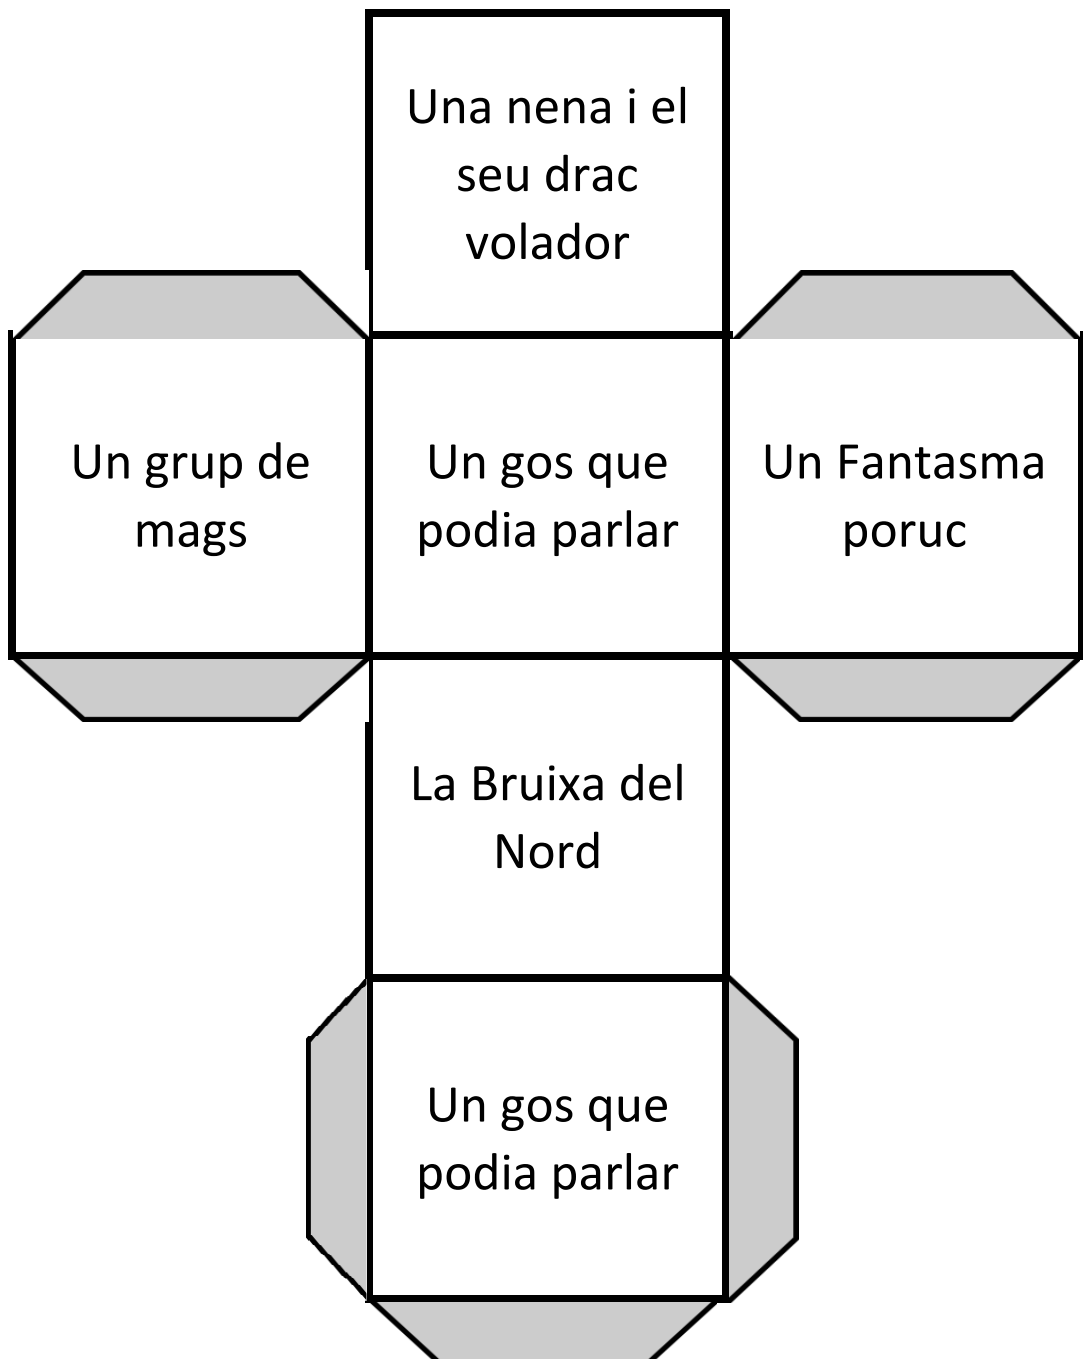 Una nena i el
seu drac
volador
Un grup de
mags
Un gos que
podia parlar
Un Fantasma
poruc
La Bruixa del
Nord
Un gos que
podia parlar